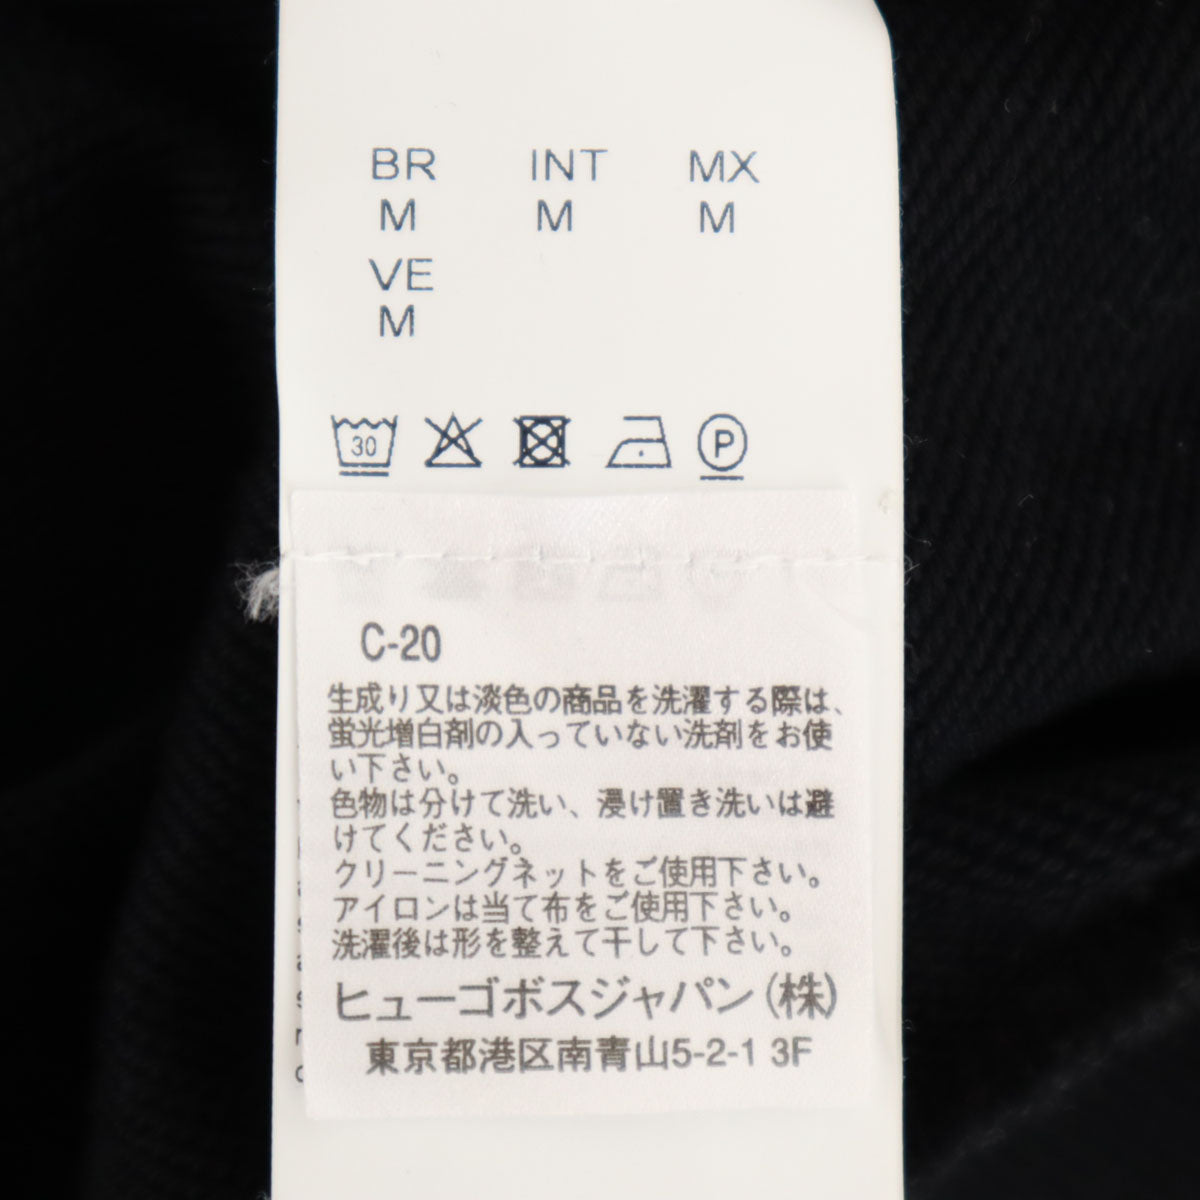 BR INT MX
M M M
VE
M
30 P
C-20
生成り又は淡色の商品を洗濯する際は、
蛍光増白剤の入っていない洗剤をお使
い下さい。
色物は分けて洗い、浸け置き洗いは避
けてください。
クリーニングネットをご使用下さい。
アイロンは当て布をご使用下さい。
洗濯後は形を整えて干して下さい。
ヒューゴボスジャパン(株)
東京都港区南青山5-2-1 3F